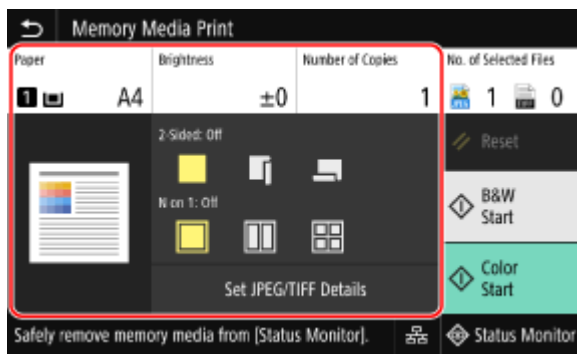 Memory Media Print
Paper
Brightness
Number of Copies
No. of Selected Files
1 A4
±0
1
JPEG 1 0
2-Sided: Off
N on 1: Off
Set JPEG/TIFF Details
Reset
B&W
Start
Color
Start
Safely remove memory media from [Status Monitor].
Status Monitor